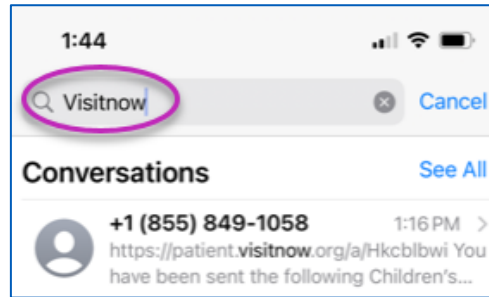 1:44
Visitnow
Cancel
Conversations
See All
+1 (855) 849-1058
1:16 PM
https://patient.visitnow.org/a/Hkcblbwi You
have been sent the following Children's...